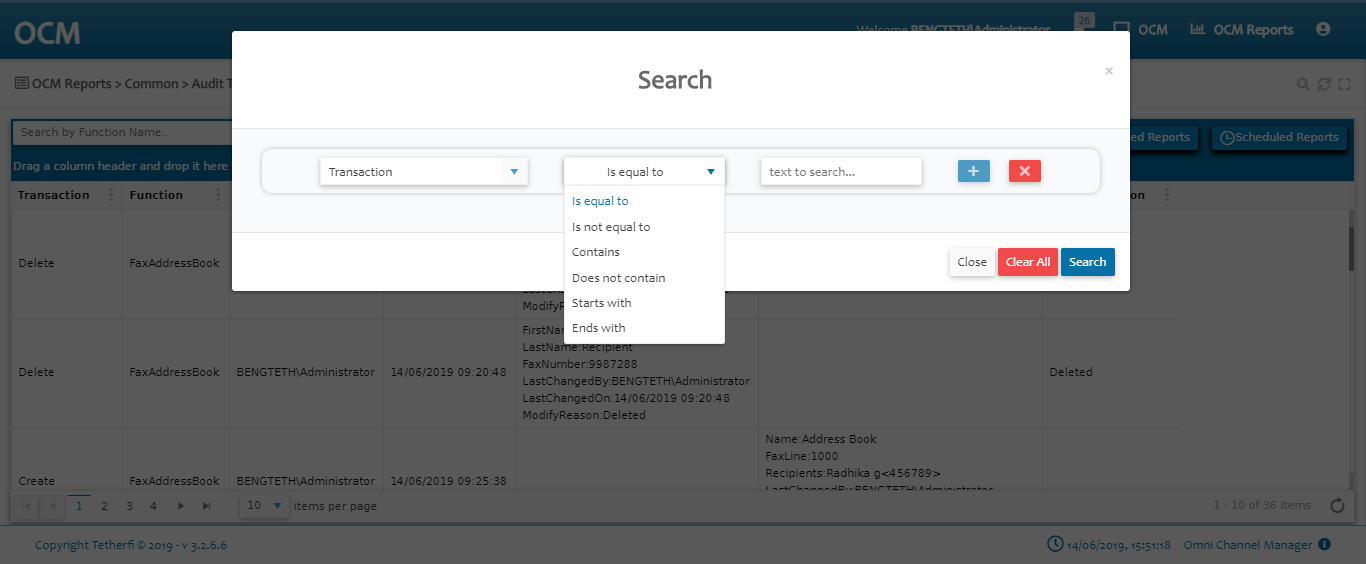 OCM
Welcome BENGTETH\Administrator
26
OCM
OCM Reports
OCM Reports > Common > Audit T
Search
×
Search by Function Name..
ed Reports
Scheduled Reports
Drag a column header and drop it here
Transaction
Is equal to
text to search...
Is equal to
Is not equal to
Contains
Does not contain
Starts with
Ends with
Close
Clear All
Search
Transaction
Function
on
Delete
FaxAddressBook
ModifyR
Delete
FaxAddressBook
BENGTETH\Administrator
14/06/2019 09:20:48
FirstNam
LastName:Recipient
FaxNumber:9987288
LastChangedBy:BENGTETH\Administrator
LastChangedOn:14/06/2019 09:20:48
ModifyReason:Deleted
Deleted
Create
FaxAddressBook
BENGTETH\Administrator
14/06/2019 09:25:38
Name:Address Book
FaxLine:1000
Recipients:Radhika g<456789>
LastChangedBy:BENGTETH\Administrator
1
2
3
4
10
items per page
1 - 10 of 36 items
Copyright Tetherfi © 2019 - v 3.2.6.6
14/06/2019, 15:51:18
Omni Channel Manager